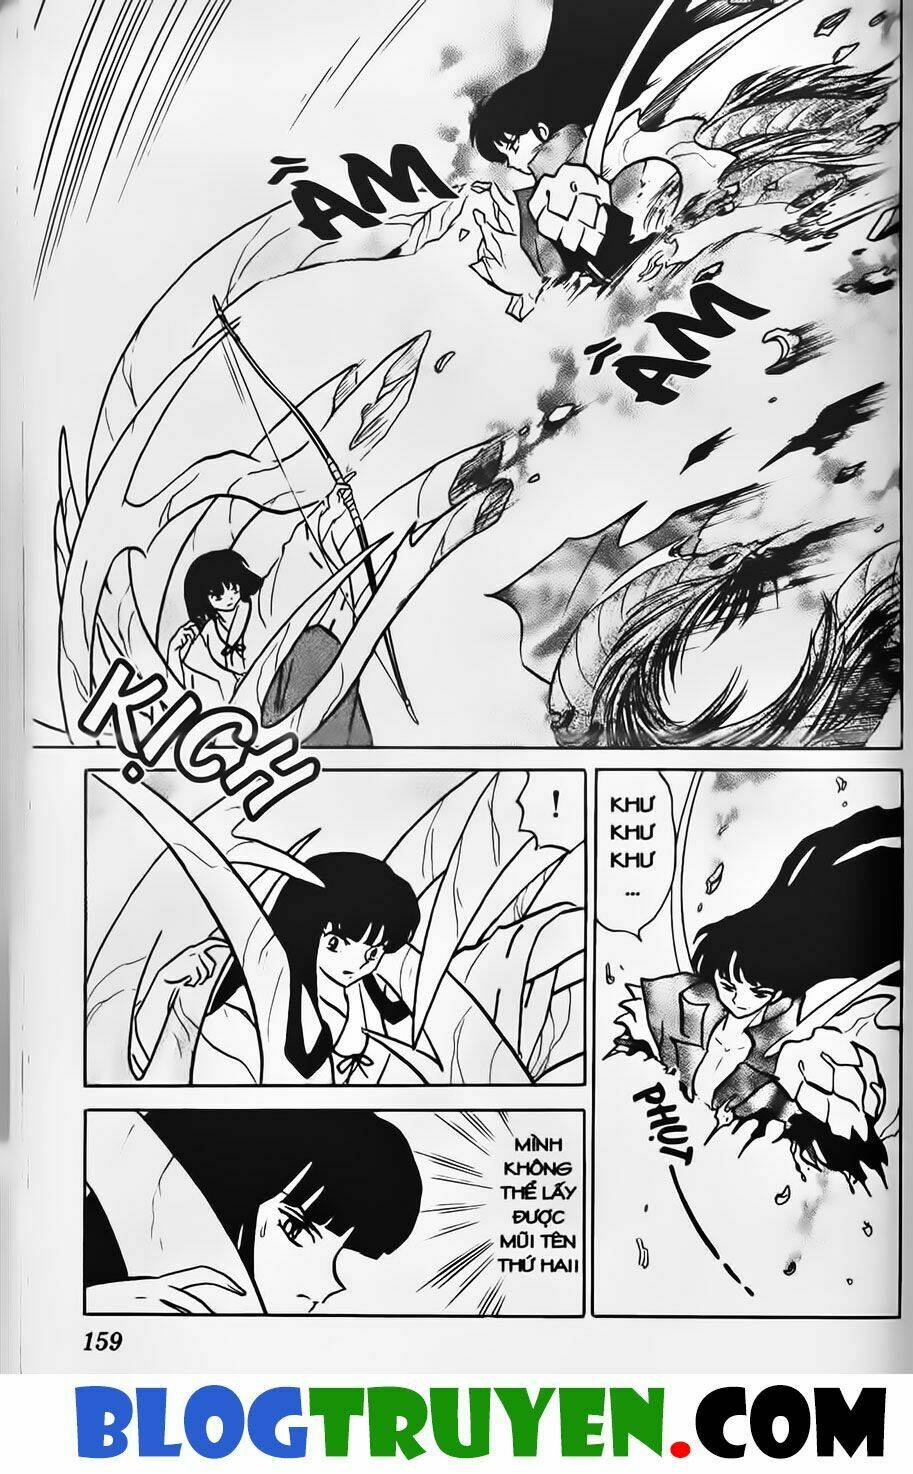 ẦM
ẦM
KỊCH
KHƯ
KHƯ
KHƯ
...
PHỤT
!
MÌNH
KHÔNG
THỂ LẤY
ĐƯỢC
MŨI TÊN
THỨ HAI!
159
BLOGTRUYEN.COM